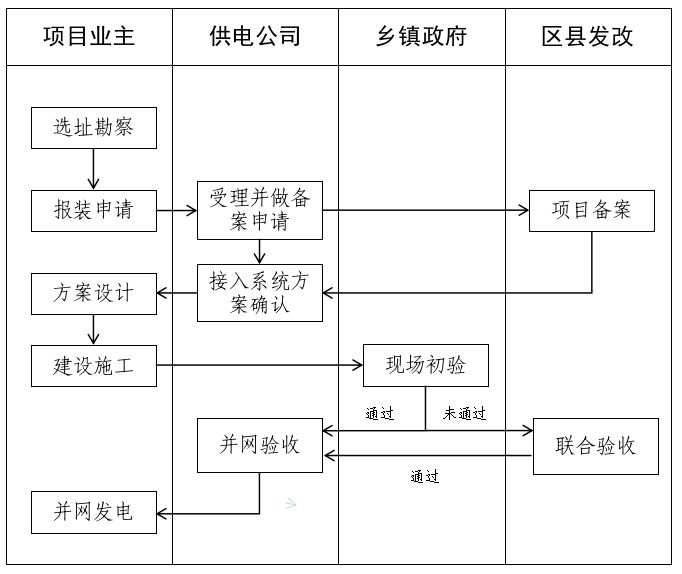 项目业主
供电公司
乡镇政府
区县发改
选址勘察
报装申请
受理并做备
案申请
项目备案
方案设计
接入系统方
案确认
建设施工
现场初验
通过
未通过
并网验收
联合验收
通过
并网发电